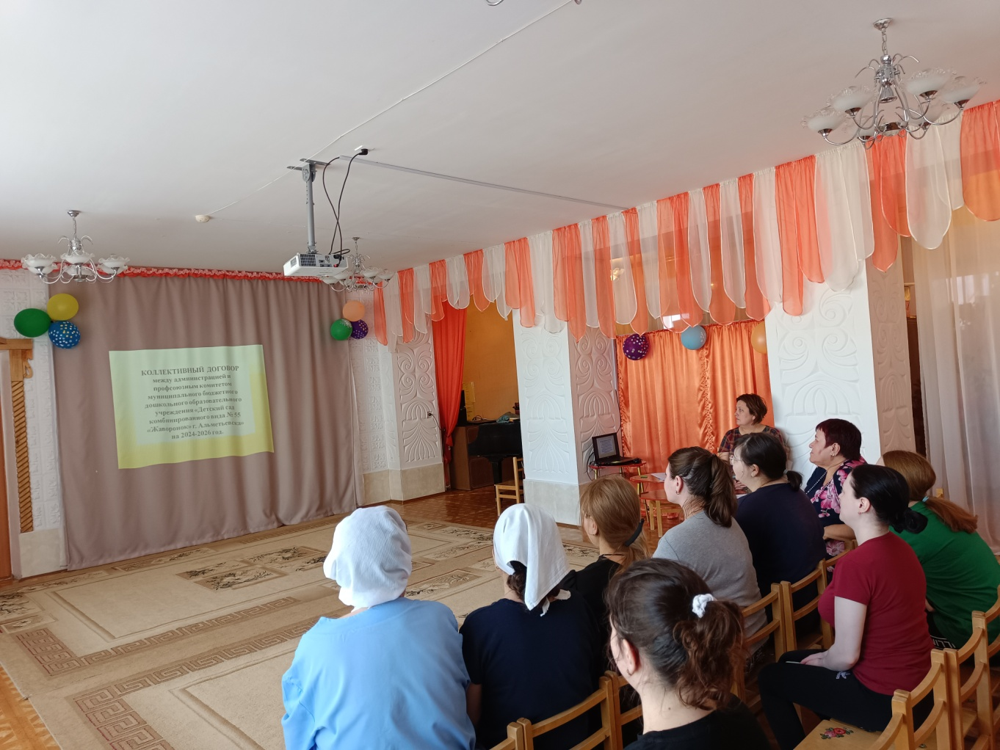 КОЛЛЕКТИВНЫЙ ДОГОВОР
между администрацией и
профсоюзным комитетом
муниципального бюджетного
дошкольного образовательного
учреждения «Детский сад
комбинированного вида № 55
«Жаворонок» г. Альметьевска»
на 2024-2026 год.